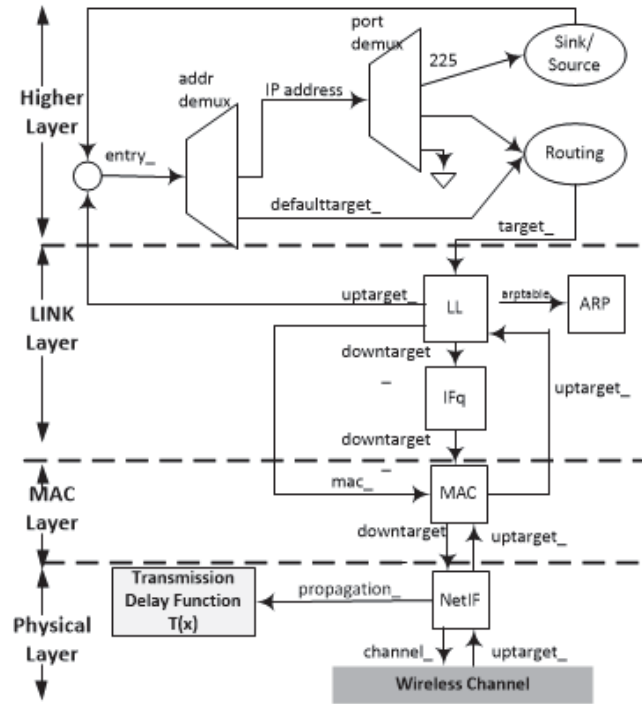 port
demux
225
Sink/
Source
addr
demux
IP address
Higher
Layer
entry_
Routing
defaulttarget_
target_
uptarget_
LL
arptable
ARP
LINK
Layer
downtarget
_
IFq
uptarget_
downtarget
_
MAC
Layer
mac_
MAC
downtarget
uptarget_
Transmission
Delay Function
T(x)
propagation_
NetIF
Physical
Layer
channel_
uptarget_
Wireless Channel